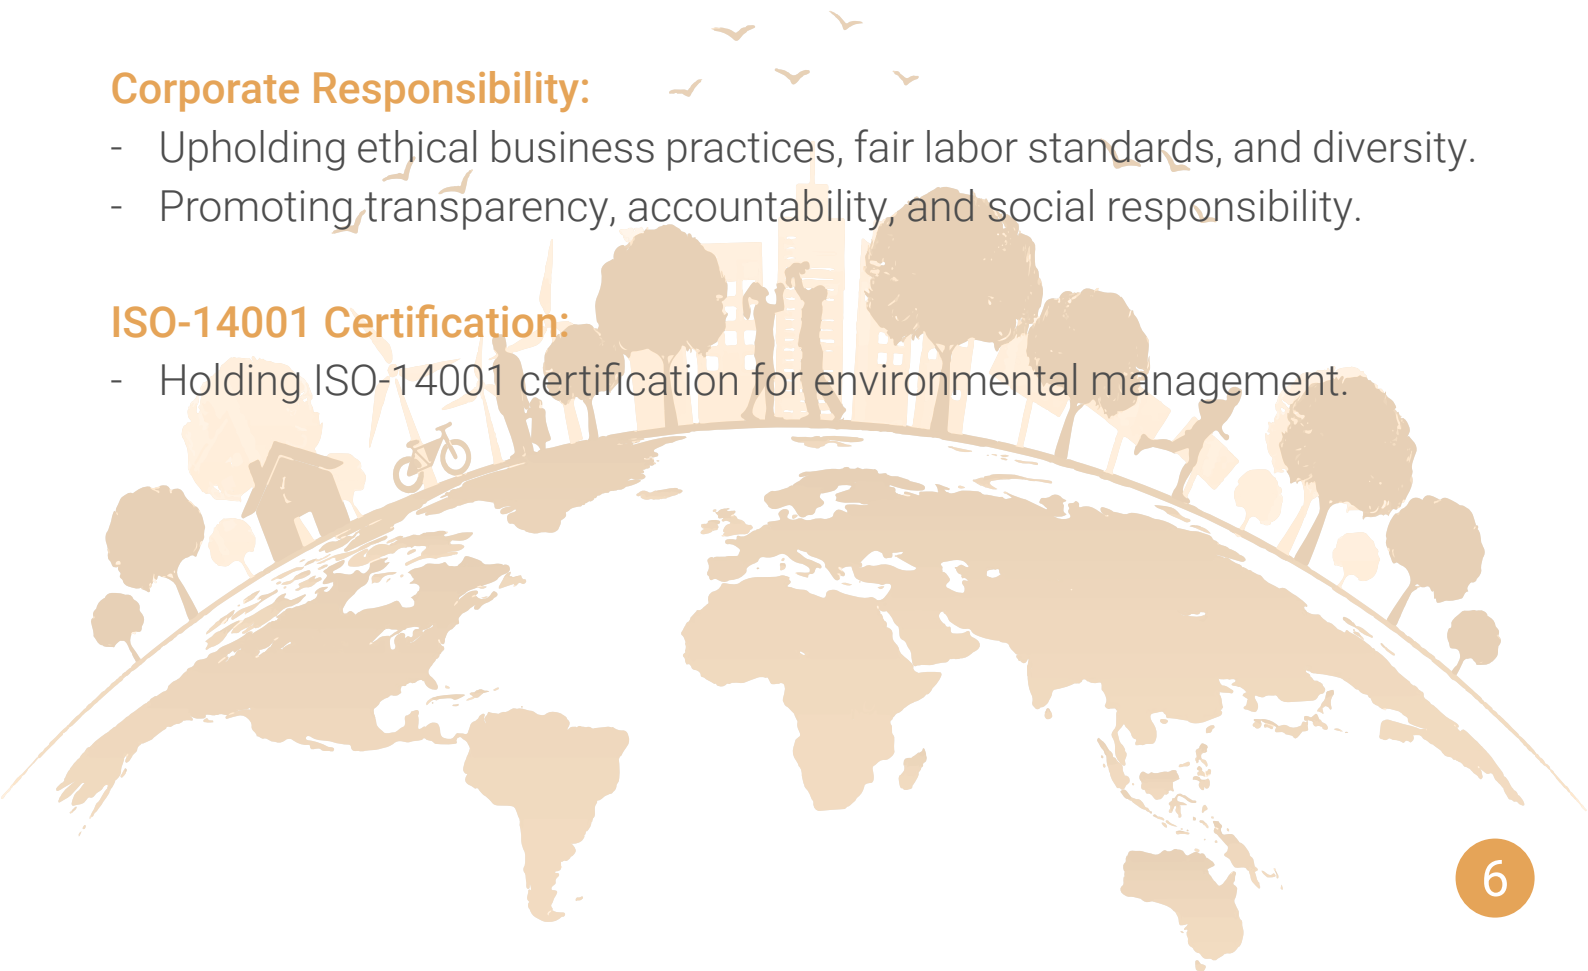 Corporate Responsibility:
- Upholding ethical business practices, fair labor standards, and diversity.
- Promoting transparency, accountability, and social responsibility.
ISO-14001 Certification:
- Holding ISO-14001 certification for environmental management.
6